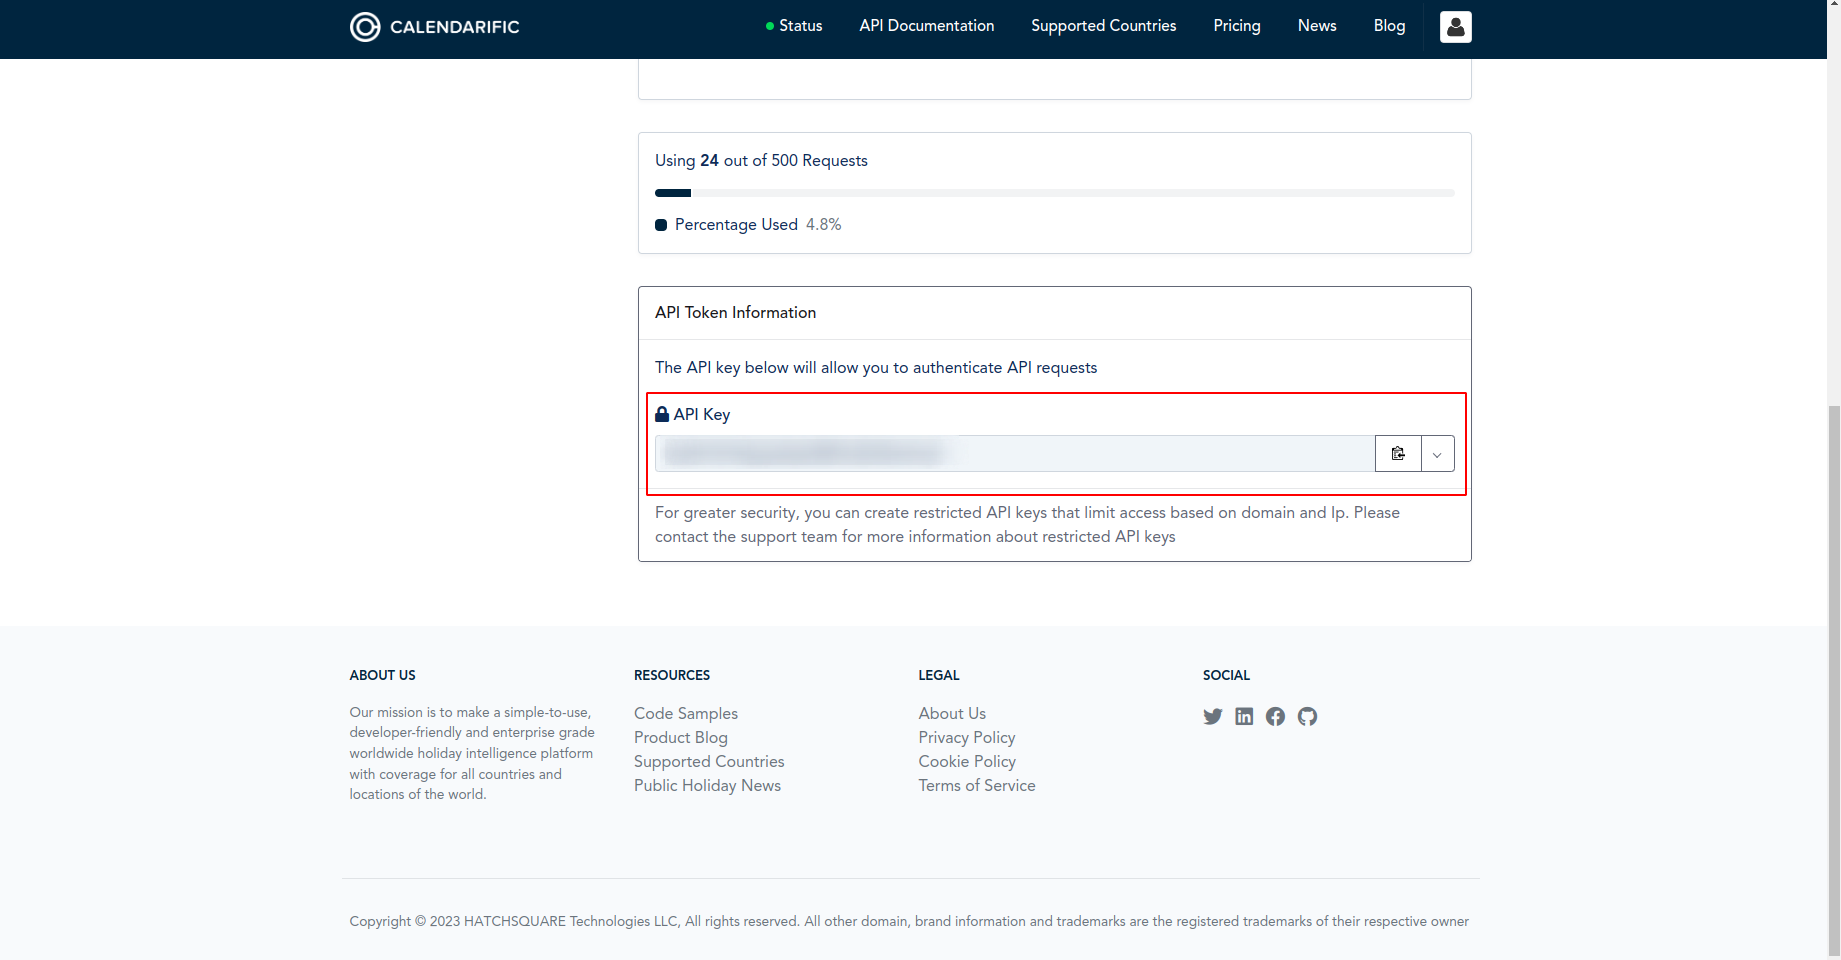 CALENDARIFIC
Status
API Documentation
Supported Countries
Pricing
News
Blog
Using 24 out of 500 Requests
Percentage Used 4.8%
API Token Information
The API key below will allow you to authenticate API requests
API Key
For greater security, you can create restricted API keys that limit access based on domain and Ip. Please
contact the support team for more information about restricted API keys
ABOUT US
Our mission is to make a simple-to-use,
developer-friendly and enterprise grade
worldwide holiday intelligence platform
with coverage for all countries and
locations of the world.
RESOURCES
Code Samples
Product Blog
Supported Countries
Public Holiday News
LEGAL
About Us
Privacy Policy
Cookie Policy
Terms of Service
SOCIAL
Copyright © 2023 HATCHSQUARE Technologies LLC, All rights reserved. All other domain, brand information and trademarks are the registered trademarks of their respective owner